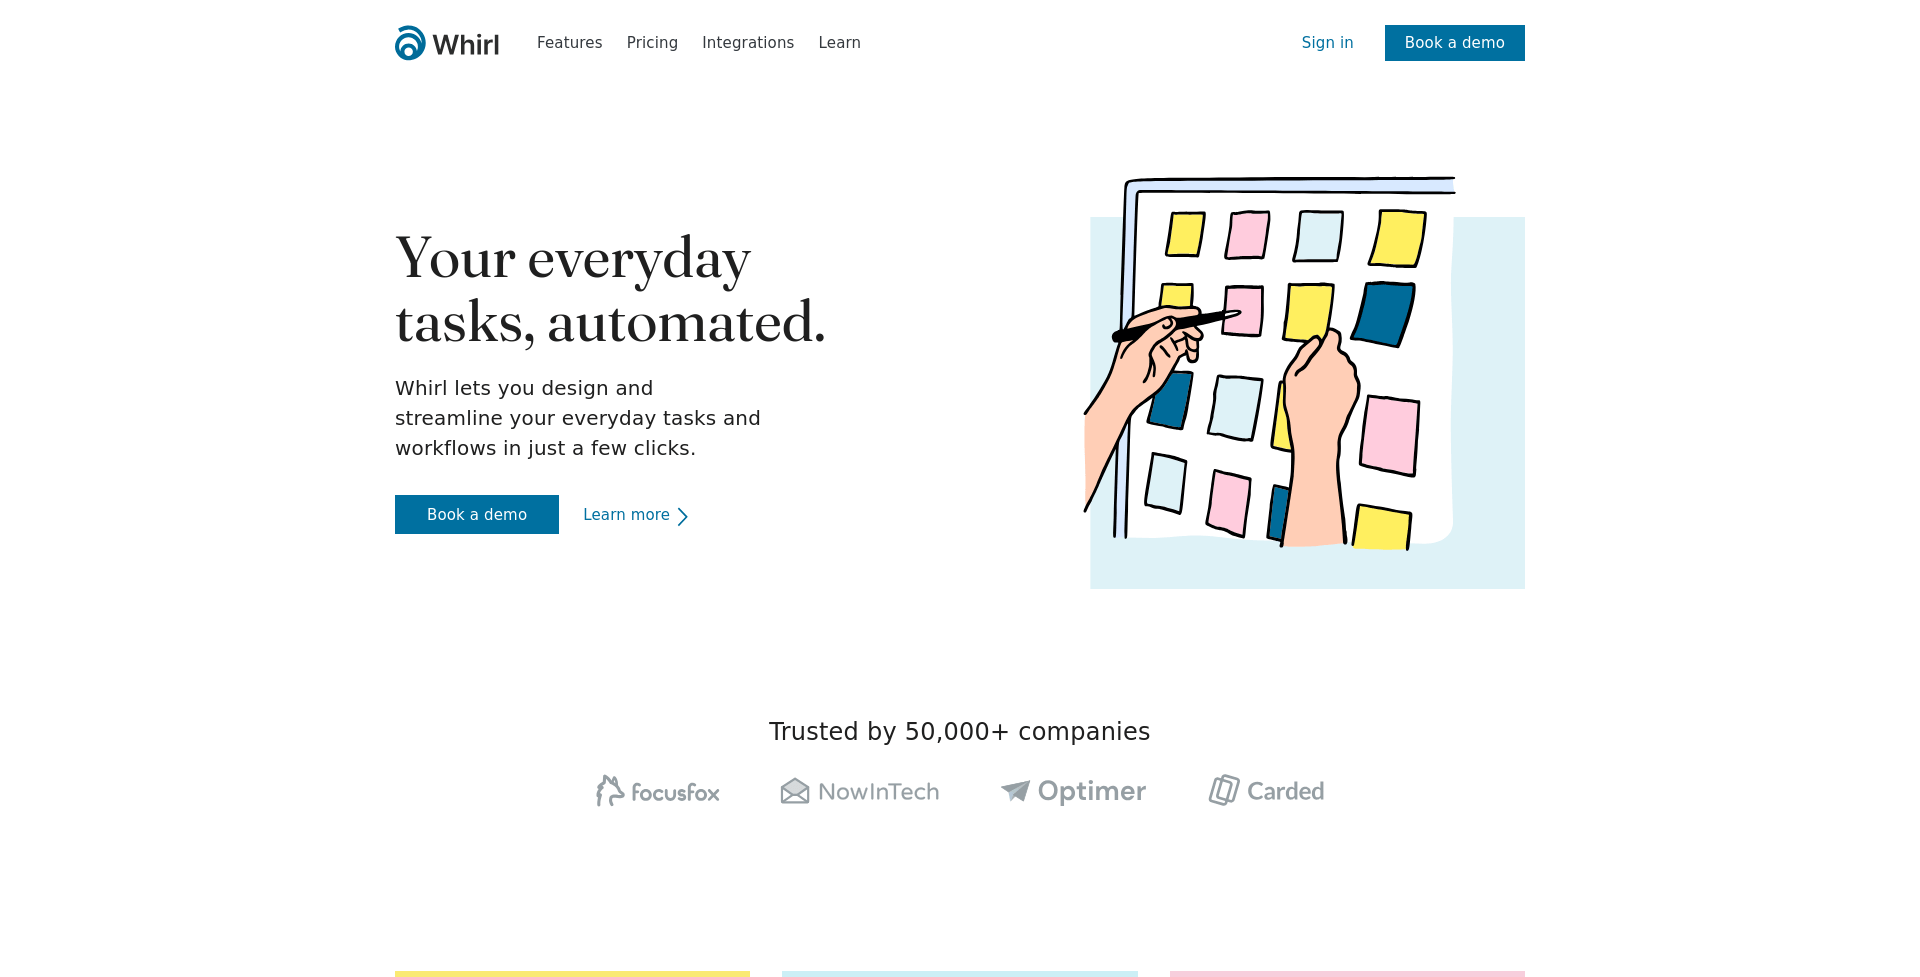 Whirl
Features
Pricing
Integrations
Learn
Sign in
Book a demo
Your everyday
tasks, automated.
Whirl lets you design and
streamline your everyday tasks and
workflows in just a few clicks.
Book a demo
Learn more
Trusted by 50,000+ companies
focusfox
NowInTech
Optimer
Carded